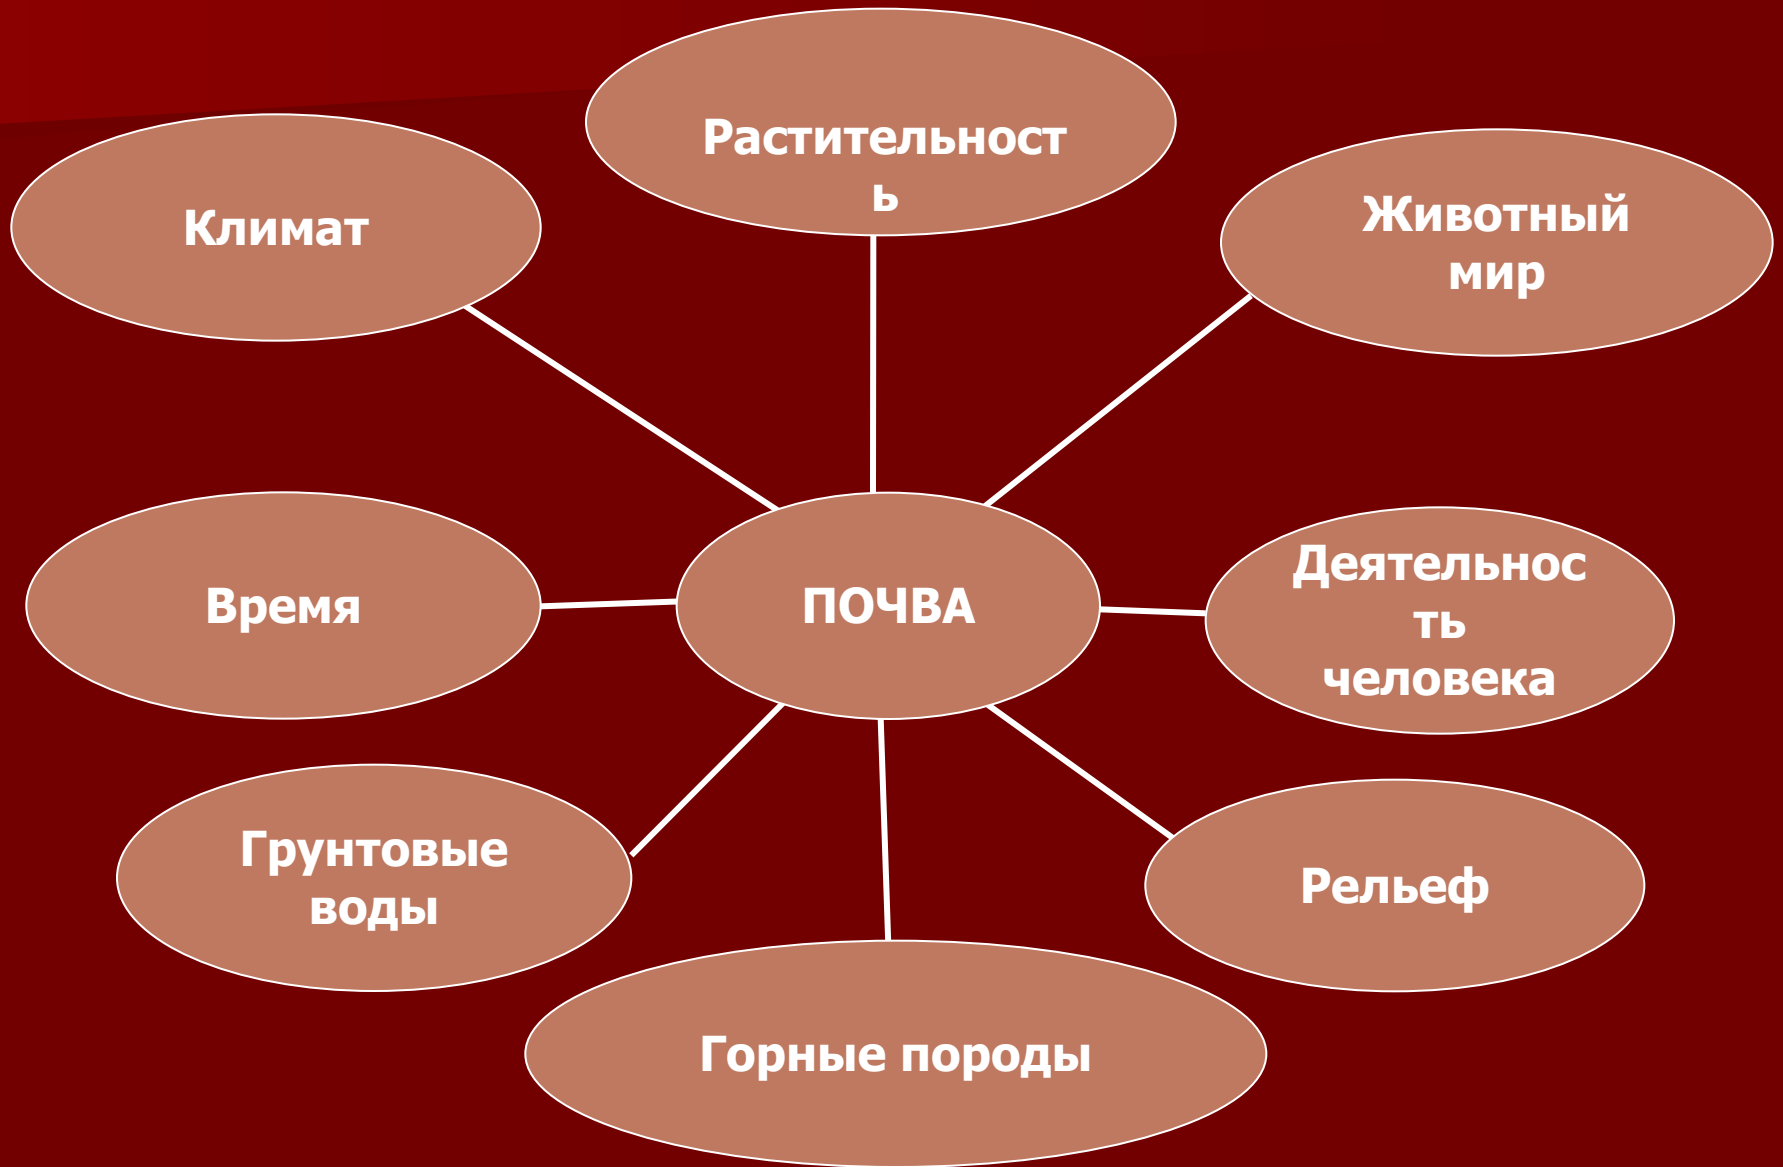 Растительност
ь
Климат
Животный
мир
Время
ПОЧВА
Деятельнос
ть
человека
Грунтовые
воды
Рельеф
Горные породы